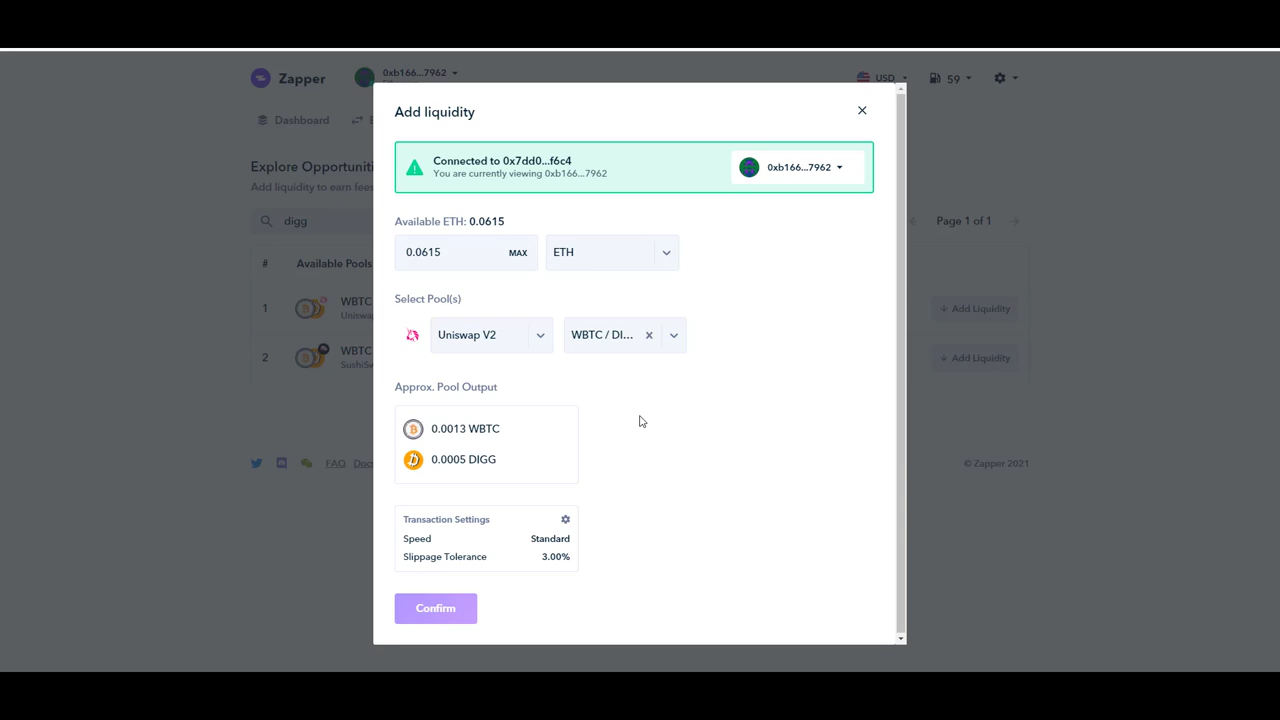 Zapper
0xb166...7962
USD
59
Dashboard
Explore Opportuniti
Add liquidity to earn fees
digg
Page 1 of 1
#
Available Pools
1
WBTC
Uniswa
Add Liquidity
2
WBTC
SushiSw
Add Liquidity
FAQ
Docs
© Zapper 2021
Add liquidity
Connected to 0x7dd0...f6c4
You are currently viewing 0xb166...7962
0xb166...7962
Available ETH: 0.0615
0.0615
MAX
ETH
Select Pool(s)
Uniswap V2
WBTC / DI...
Approx. Pool Output
0.0013 WBTC
0.0005 DIGG
Transaction Settings
Speed
Standard
Slippage Tolerance
3.00%
Confirm